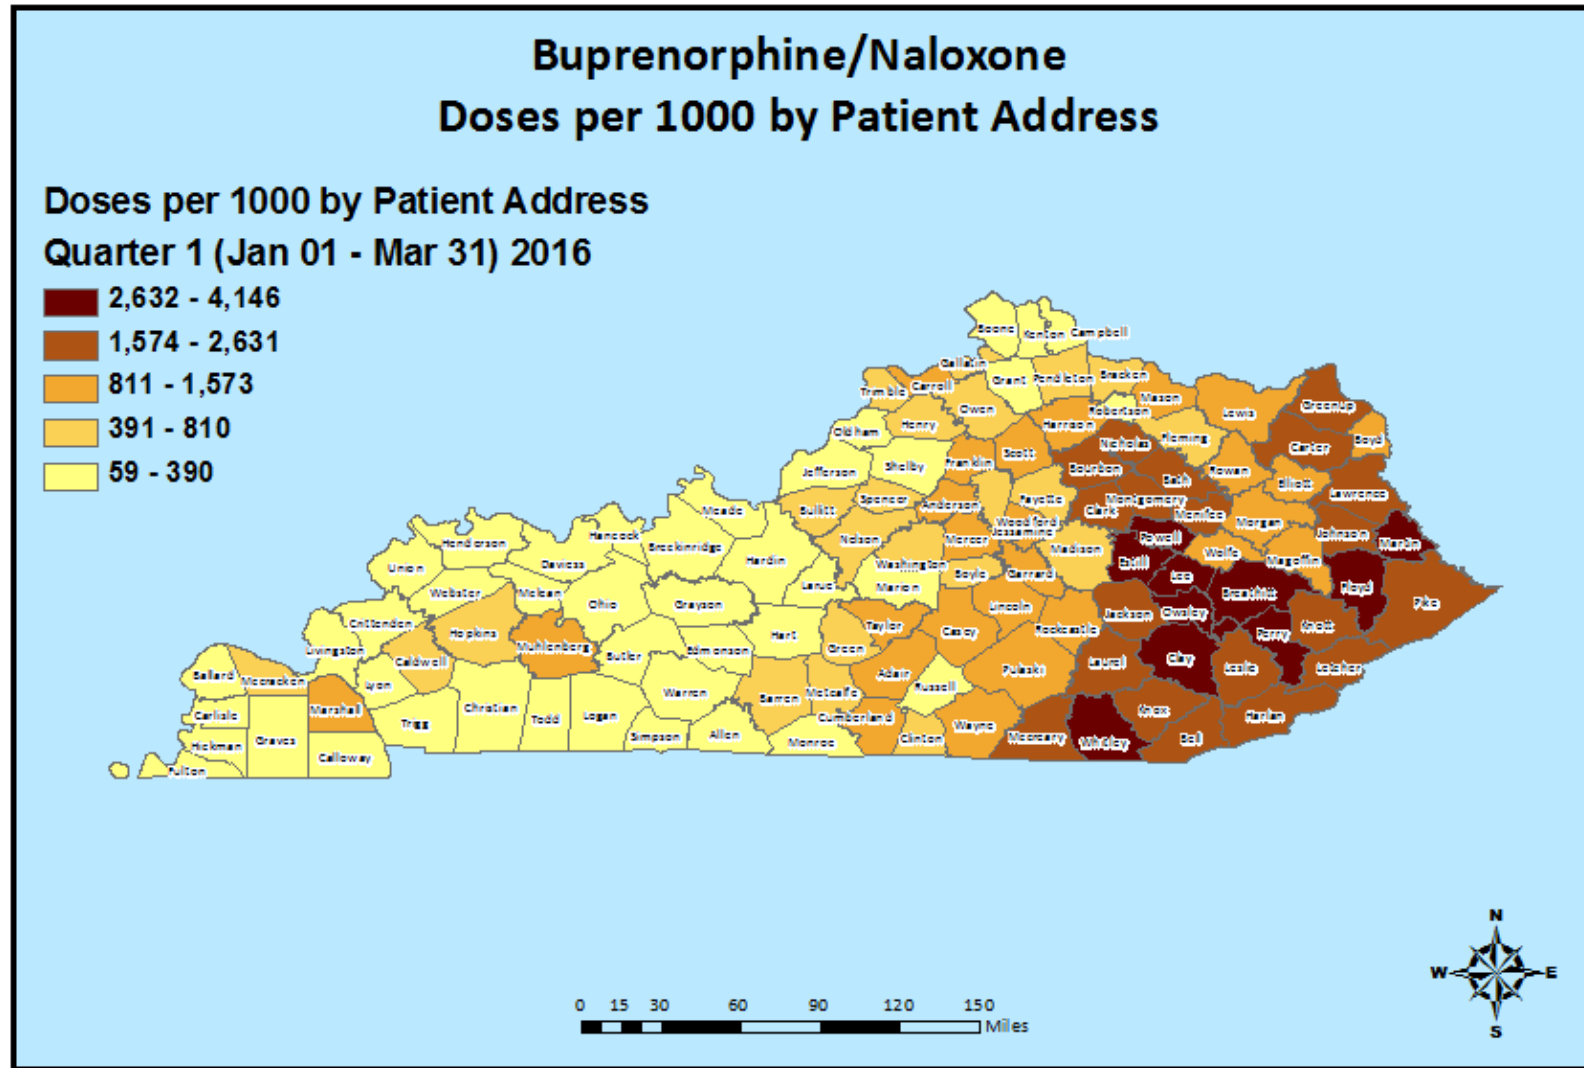 Buprenorphine/Naloxone
Doses per 1000 by Patient Address
Doses per 1000 by Patient Address
Quarter 1 (Jan 01 - Mar 31) 2016
2,632 - 4,146
1,574 - 2,631
811 - 1,573
391 - 810
59 - 390
Boone
Kenton
Campbell
Gallatin
Grant
Pendleton
Bracken
Trimble
Carroll
Owen
Mason
Robertson
Lewis
Greenup
Henry
Harrison
Oldham
Nicholas
Fleming
Carter
Boyd
Jefferson
Shelby
Franklin
Scott
Bourbon
Rowan
Bath
Elliott
Lawrence
Meade
Bullitt
Spencer
Anderson
Fayette
Clark
Montgomery
Menifee
Morgan
Woodford
Jessamine
Johnson
Martin
Hancock
Henderson
Breckinridge
Nelson
Mercer
Madison
Powell
Wolfe
Magoffin
Union
Daviess
Hardin
Washington
Estill
Larue
Marion
Boyle
Garrard
Lee
Breathitt
Floyd
Pike
Webster
Mclean
Ohio
Grayson
Lincoln
Jackson
Owsley
Perry
Knott
Crittenden
Hopkins
Hart
Taylor
Casey
Rockcastle
Livingston
Muhlenberg
Butler
Edmonson
Green
Caldwell
Laurel
Clay
Leslie
Letcher
Ballard
Mccracken
Lyon
Warren
Barren
Metcalfe
Adair
Russell
Pulaski
Carlisle
Marshall
Trigg
Christian
Todd
Logan
Cumberland
Wayne
Knox
Harlan
Hickman
Graves
Simpson
Allen
Monroe
Clinton
Mccreary
Whitley
Bell
Fulton
Calloway
N
W
E
S
0 15 30 60 90 120 150
Miles